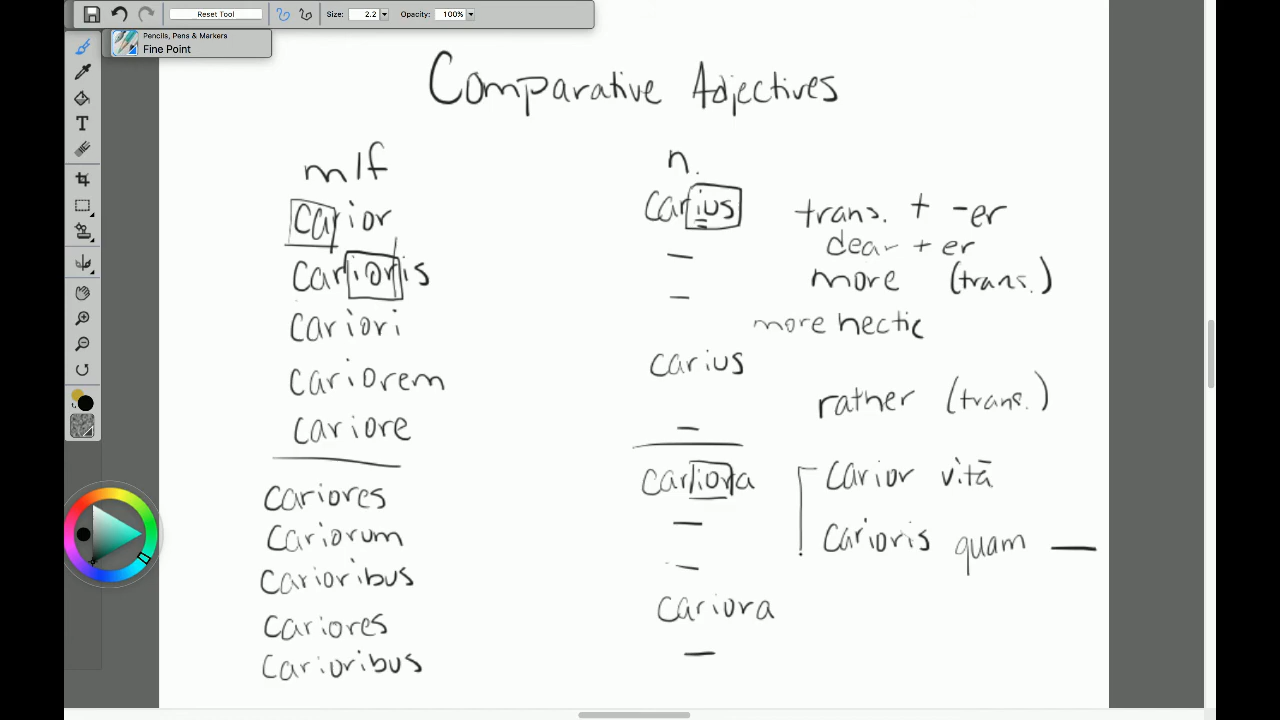 Reset Tool Size: 2.2 Opacity: 100%
Pencils, Pens & Markers
Fine Point
Comparative Adjectives
m/f
carior
carioris
cariori
cariorem
cariore
cariores
cariorum
carioribus
cariores
carioribus
n.
carius
—
—
carius
—
cariora
—
—
cariora
—
trans. + -er
dear + er
more (trans.)
more hectic
rather (trans.)
carior vitā
carioris quam —